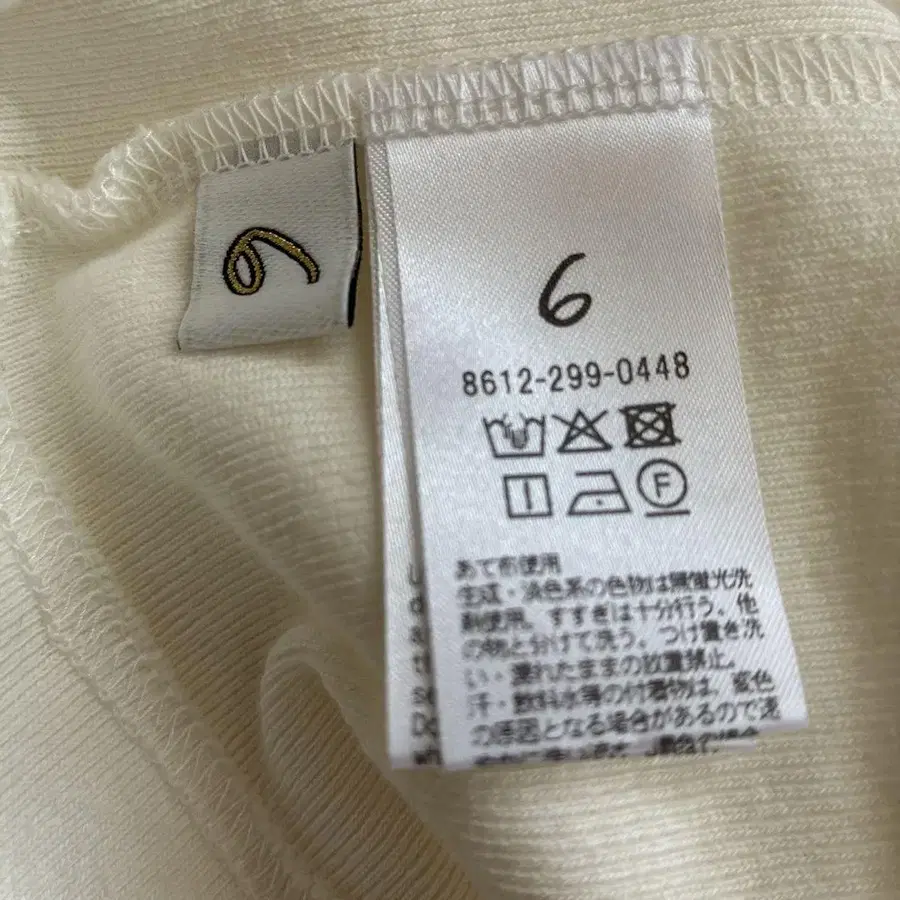 6
6
8612-299-0448
F
あて布使用
生成・淡色系の色物は無蛍光洗
剤使用。すすぎは十分行う。他
の物と分けて洗う。つけ置き洗
い・濡れたままの放置禁止。
汗・飲料水等の付着物は、変色
の原因となる場合があるので速